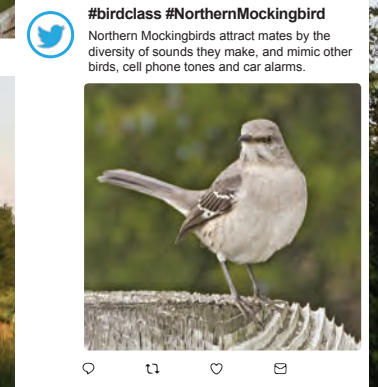 #birdclass #NorthernMockingbird
Northern Mockingbirds attract mates by the
diversity of sounds they make, and mimic other
birds, cell phone tones and car alarms.